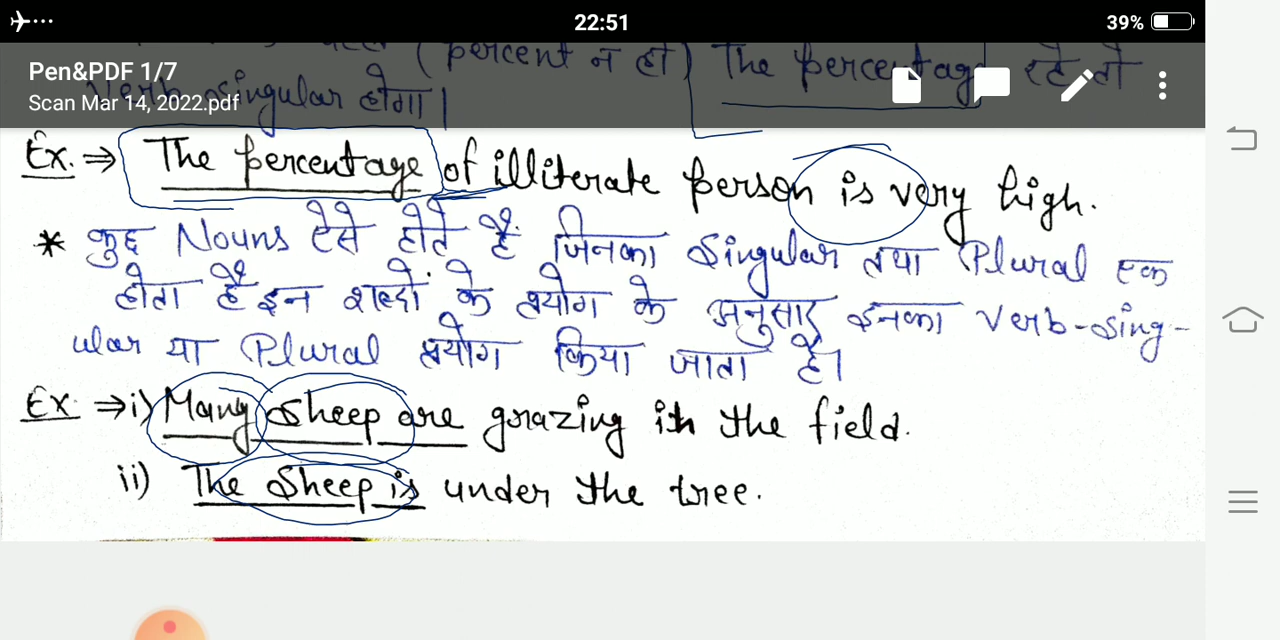 22:51
39%
( percent न हो) The percentage रहे तो
Pen&PDF 1/7
Verb singular होगा।
Scan Mar 14, 2022.pdf
Ex. ⇒ The percentage of illiterate person is very high.
* कुछ Nouns ऐसे होते है जिनका singular तथा Plural एक
होता है इन शब्दो के प्रयोग के अनुसार इनका verb-sing-
ular या Plural प्रयोग किया जाता है।
Ex ⇒ i) Many sheep are grazing in the field.
ii) The sheep is under the tree.